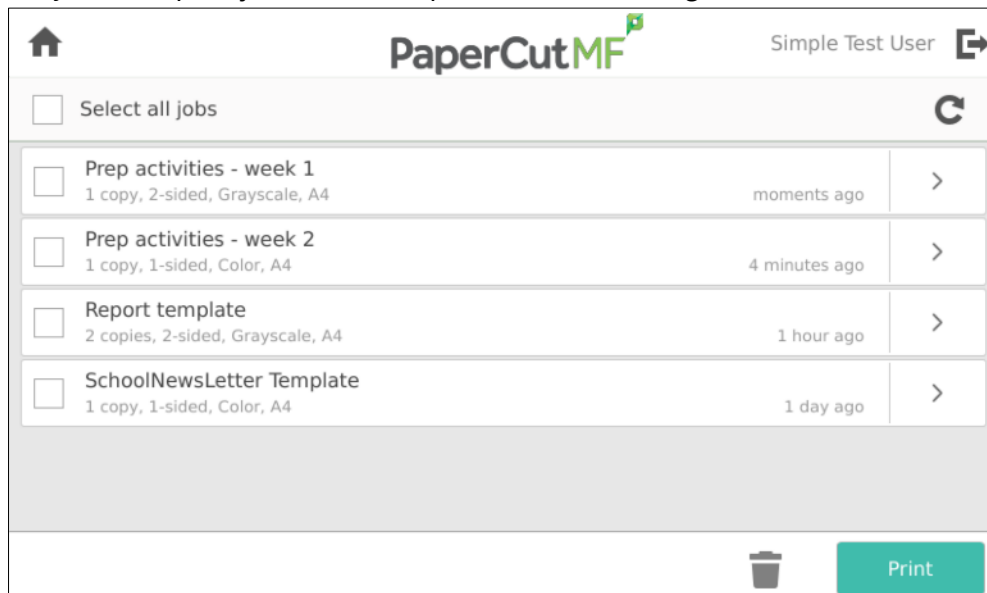 PaperCutMF
Simple Test User
Select all jobs
Prep activities - week 1
1 copy, 2-sided, Grayscale, A4
moments ago
Prep activities - week 2
1 copy, 1-sided, Color, A4
4 minutes ago
Report template
2 copies, 2-sided, Grayscale, A4
1 hour ago
SchoolNewsLetter Template
1 copy, 1-sided, Color, A4
1 day ago
Print